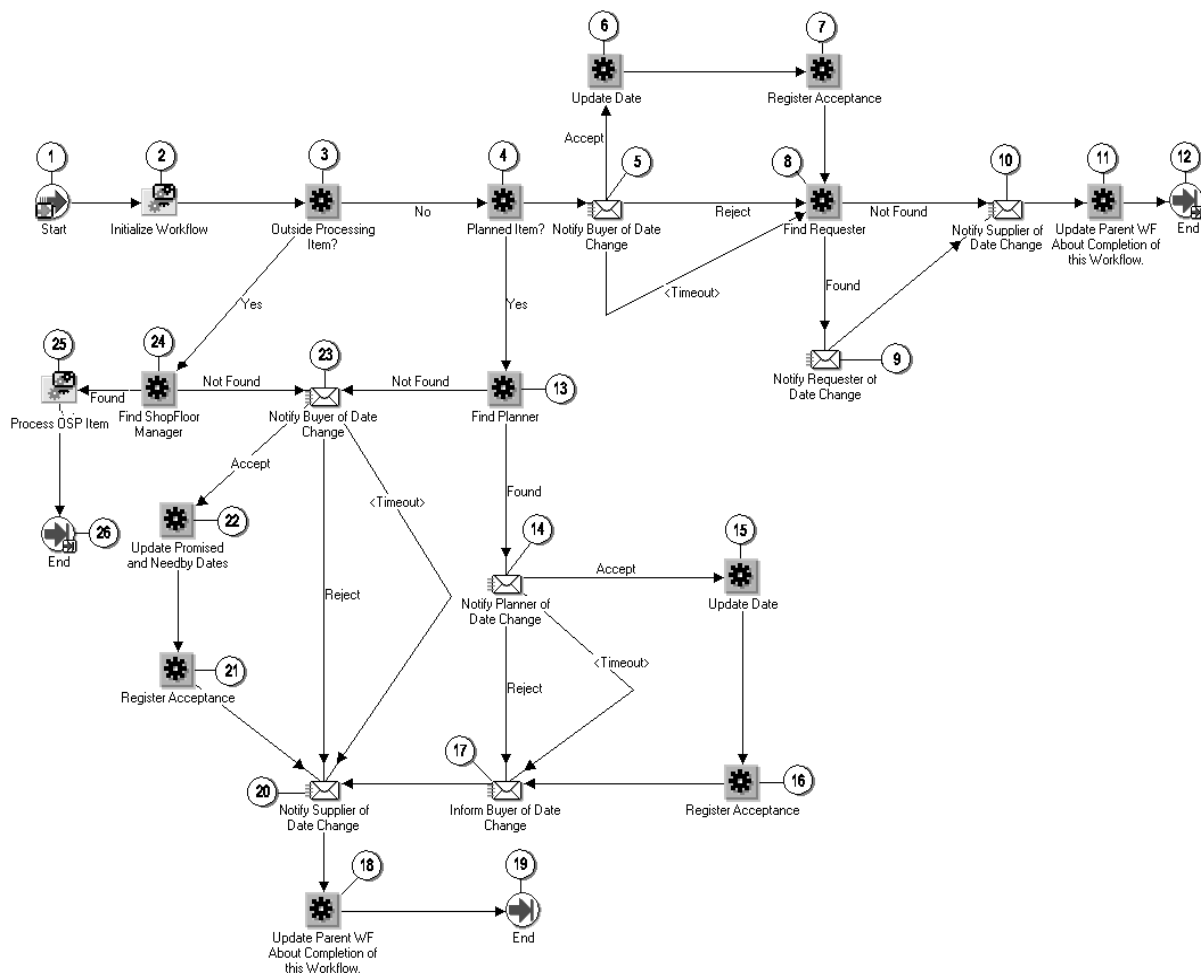 6
7
Update Date
Register Acceptance
Accept
1
2
3
4
5
8
10
11
12
Start
Initialize Workflow
Outside Processing
Item?
No
Planned Item?
Notify Buyer of Date
Change
Reject
Find Requester
Not Found
Notify Supplier of
Date Change
Update Parent WF
About Completion of
this Workflow.
End
<Timeout>
Found
Yes
Yes
9
Notify Requester of
Date Change
25
24
23
13
Found
Not Found
Not Found
Process OSP Item
Find ShopFloor
Manager
Notify Buyer of Date
Change
Find Planner
Accept
<Timeout>
Found
26
End
22
Update Promised
and Needby Dates
14
15
Accept
Notify Planner of
Date Change
Update Date
Reject
<Timeout>
Reject
21
Register Acceptance
17
20
16
Notify Supplier of
Date Change
Inform Buyer of Date
Change
Register Acceptance
18
19
Update Parent WF
About Completion of
this Workflow.
End